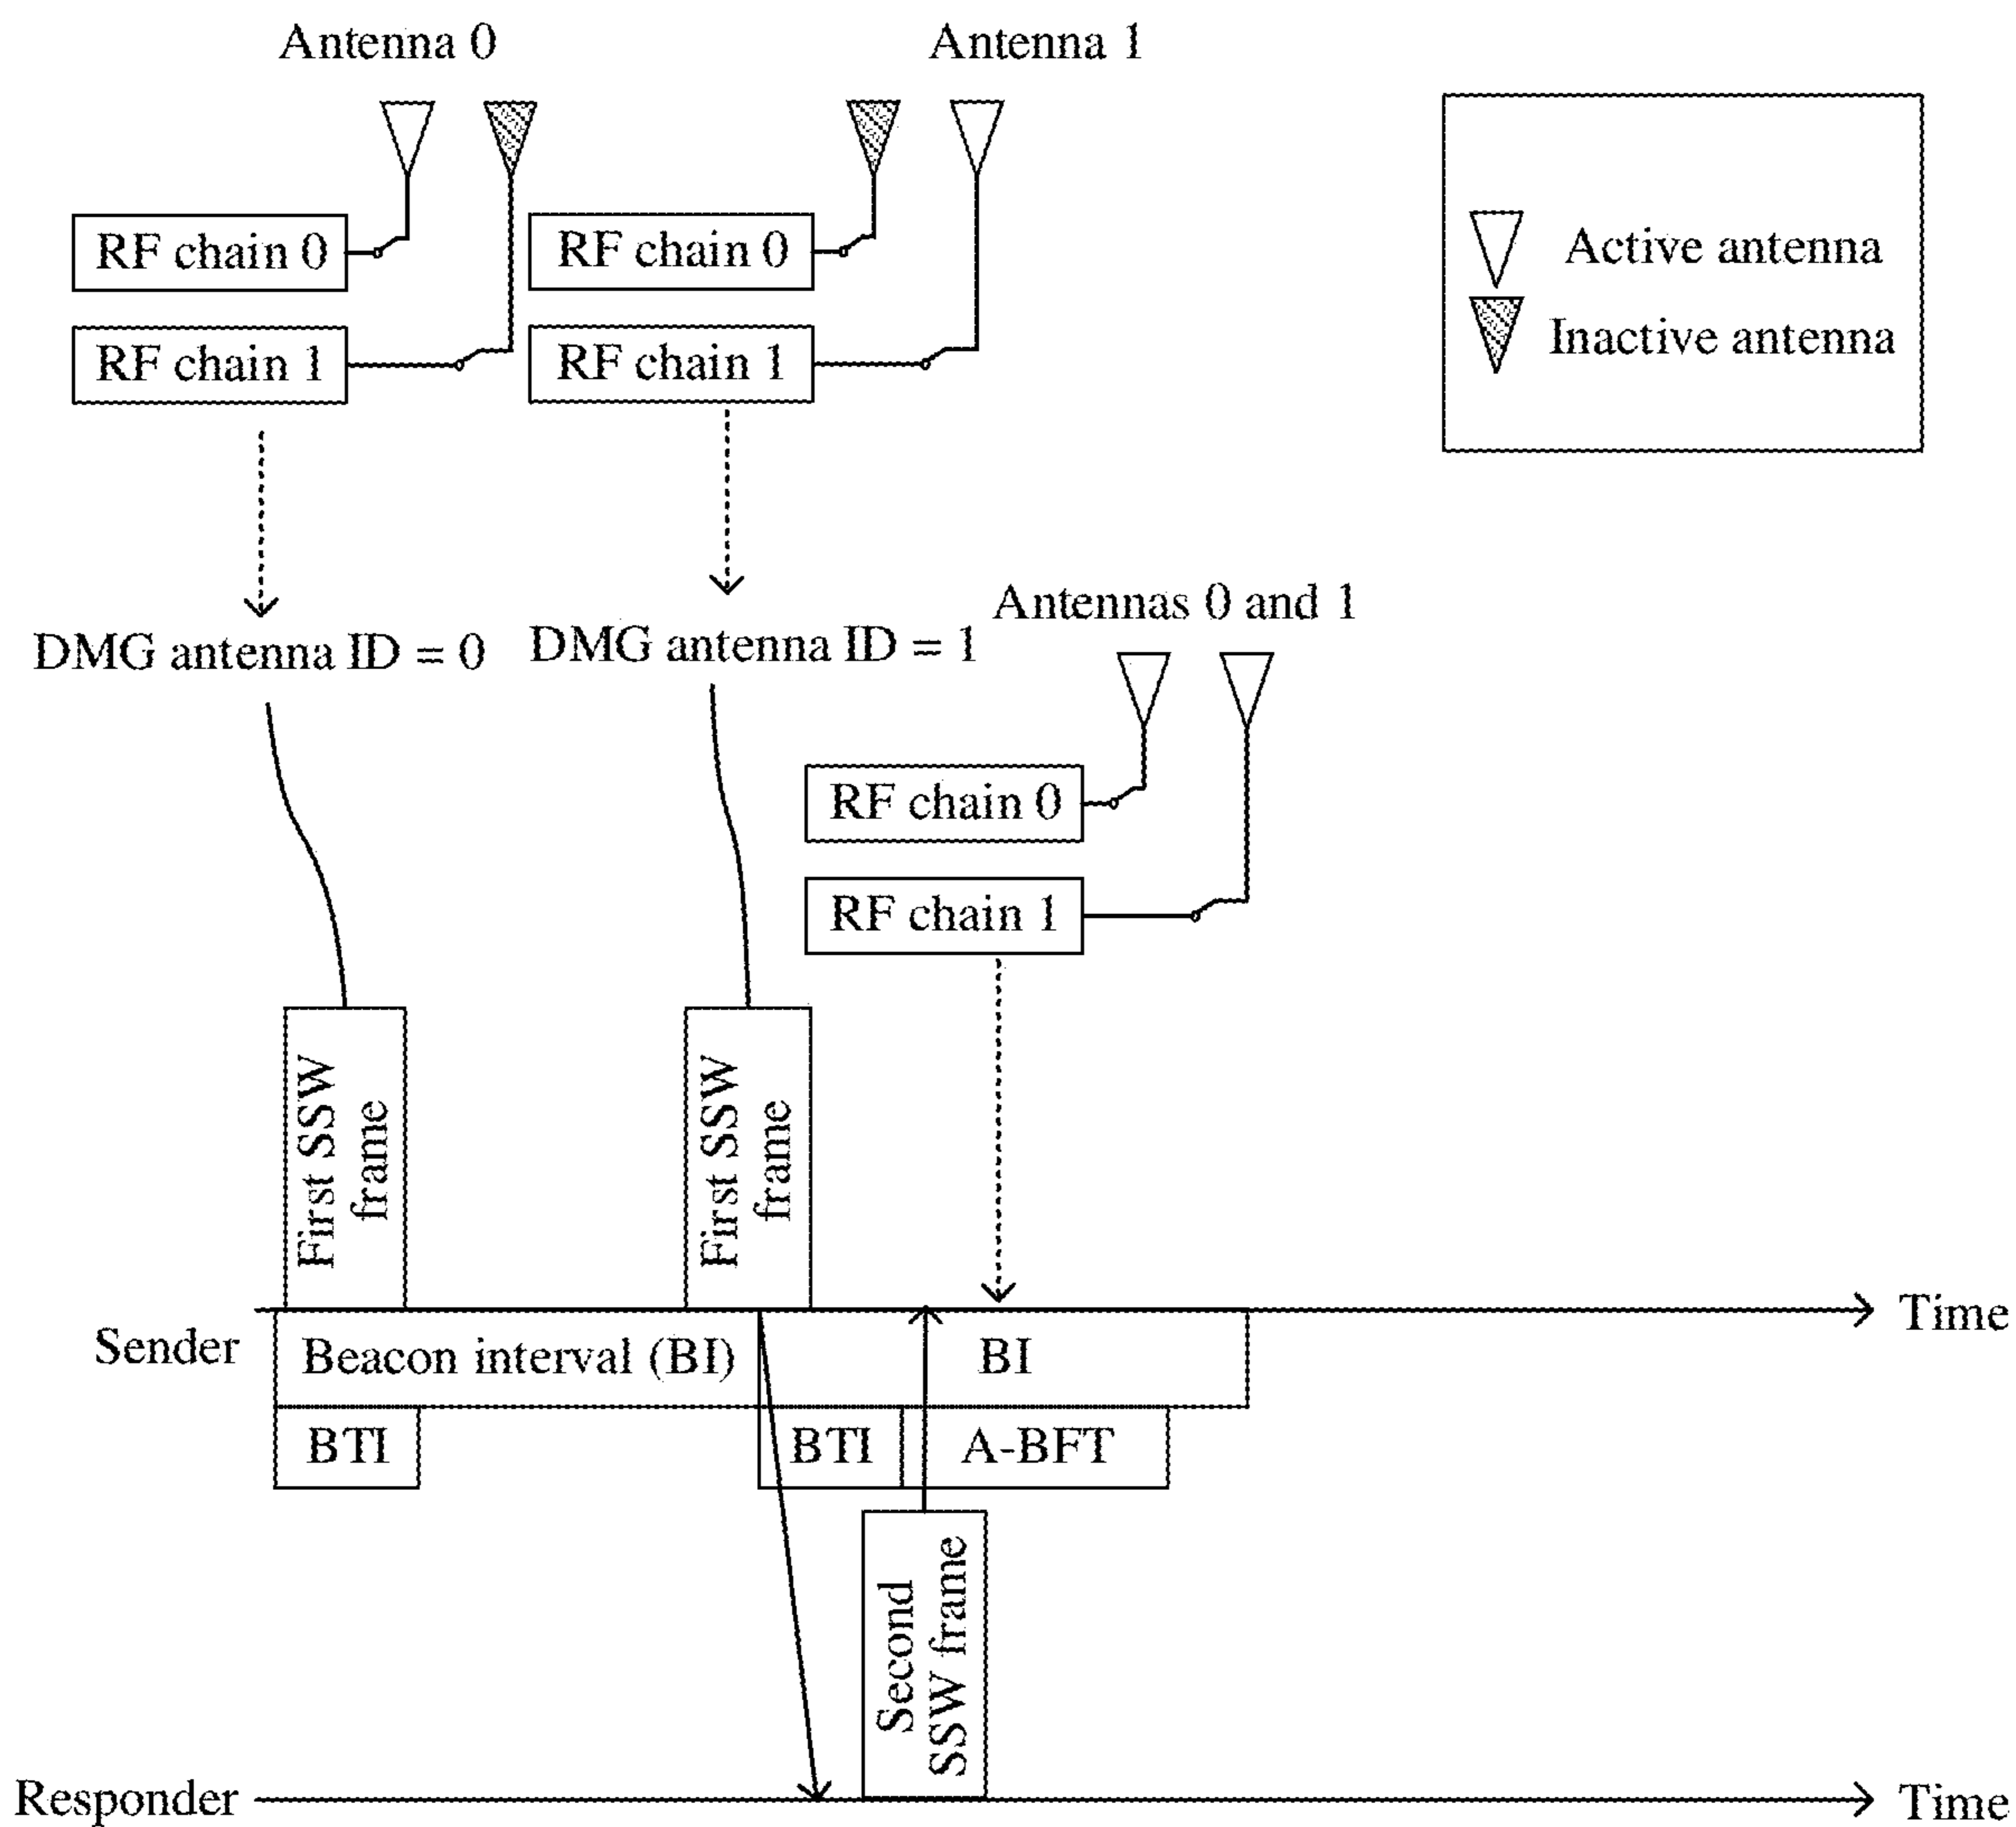 Antenna 0
Antenna 1
RF chain 0
RF chain 0
RF chain 1
RF chain 1
Active antenna
Inactive antenna
DMG antenna ID = 0
DMG antenna ID = 1
Antennas 0 and 1
RF chain 0
RF chain 1
First SSW
frame
First SSW
frame
Time
Sender
Beacon interval (BI)
BI
BTI
BTI
A-BFT
Second
SSW frame
Responder
Time